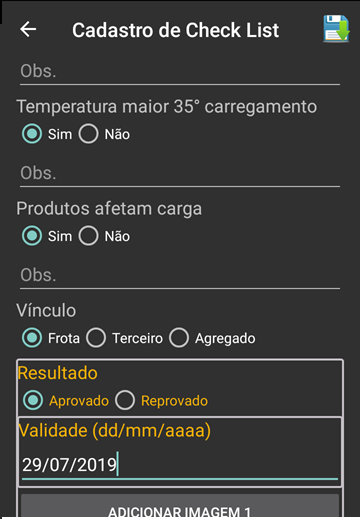 Cadastro de Check List
Obs.
Temperatura maior 35° carregamento
Sim Não
Obs.
Produtos afetam carga
Sim Não
Obs.
Vínculo
Frota Terceiro Agregado
Resultado
Aprovado Reprovado
Validade (dd/mm/aaaa)
29/07/2019
ADICIONAR IMAGEM 1